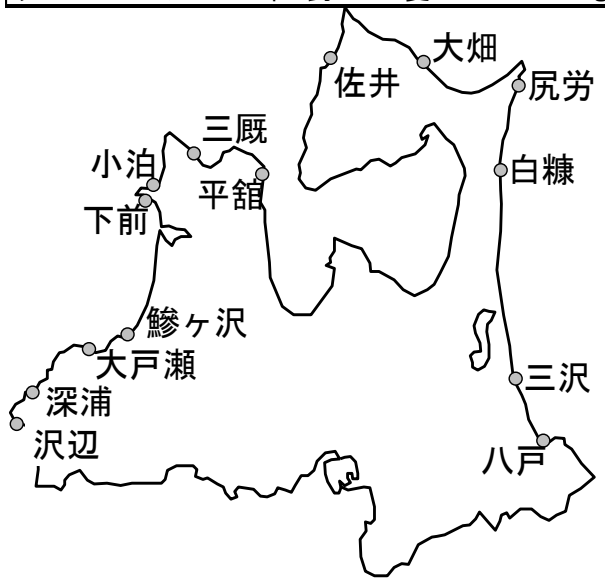 大畑
佐井
尻労
三厩
小泊
平舘
白糠
下前
鰺ヶ沢
大戸瀬
三沢
深浦
沢辺
八戸